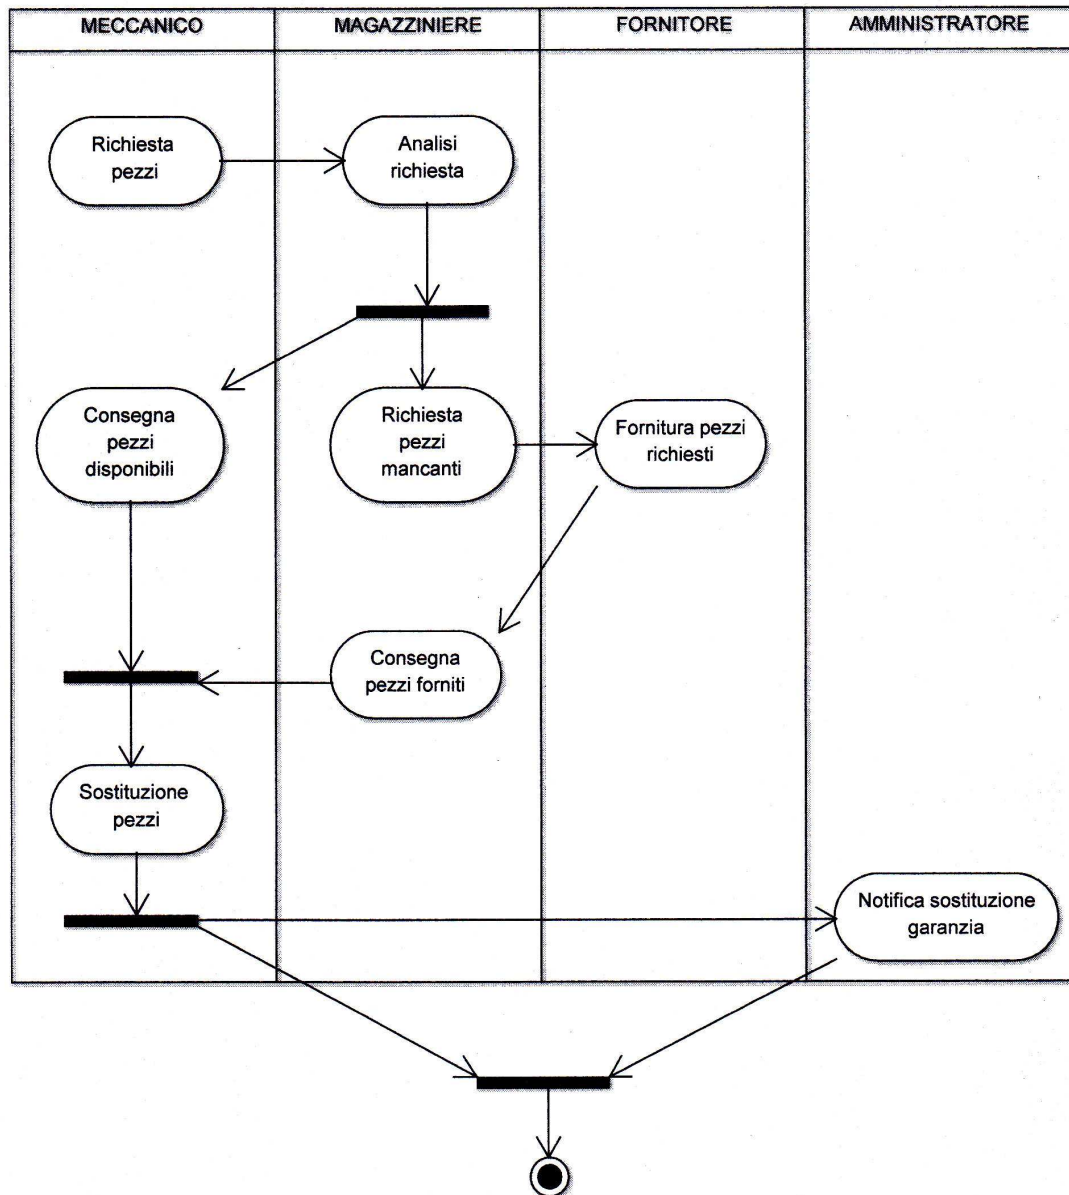 MECCANICO
MAGAZZINIERE
FORNITORE
AMMINISTRATORE
Richiesta
pezzi
Analisi
richiesta
Consegna
pezzi
disponibili
Richiesta
pezzi
mancanti
Fornitura pezzi
richiesti
Consegna
pezzi forniti
Sostituzione
pezzi
Notifica sostituzione
garanzia